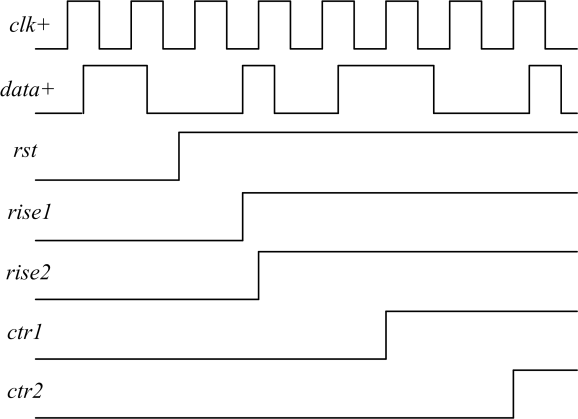 clk+
data+
rst
rise1
rise2
ctr1
ctr2